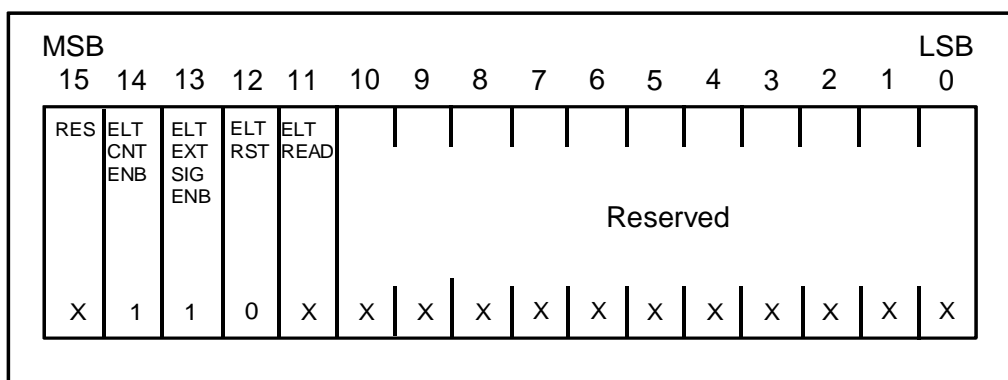 MSB LSB
15 14 13 12 11 10 9 8 7 6 5 4 3 2 1 0
RES ELT ELT ELT ELT
CNT EXT RST READ
ENB SIG
ENB
Reserved
X 1 1 0 X X X X X X X X X X X X